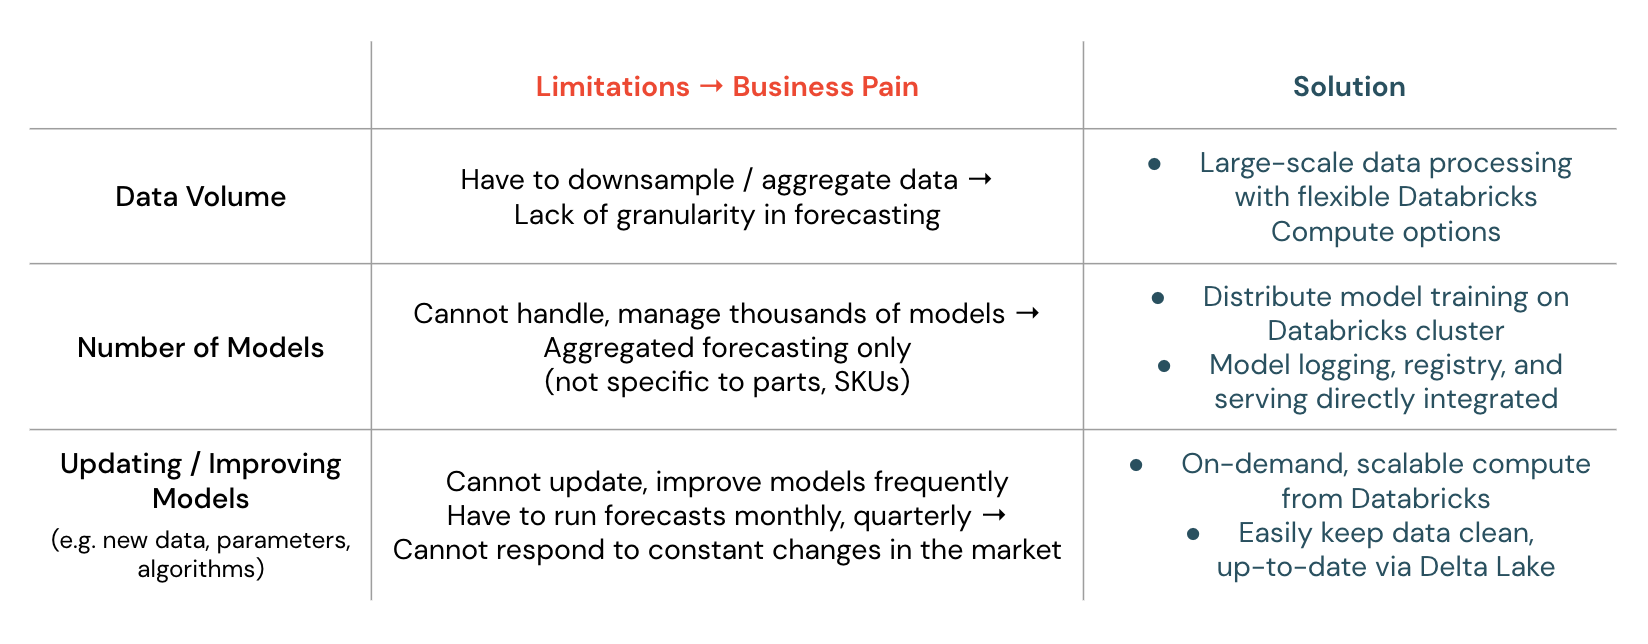 Limitations → Business Pain
Solution
Data Volume
Have to downsample / aggregate data →
Lack of granularity in forecasting
● Large-scale data processing
with flexible Databricks
Compute options
Number of Models
Cannot handle, manage thousands of models →
Aggregated forecasting only
(not specific to parts, SKUs)
● Distribute model training on
Databricks cluster
● Model logging, registry, and
serving directly integrated
Updating / Improving
Models
(e.g. new data, parameters,
algorithms)
Cannot update, improve models frequently
Have to run forecasts monthly, quarterly →
Cannot respond to constant changes in the market
● On-demand, scalable compute
from Databricks
● Easily keep data clean,
up-to-date via Delta Lake